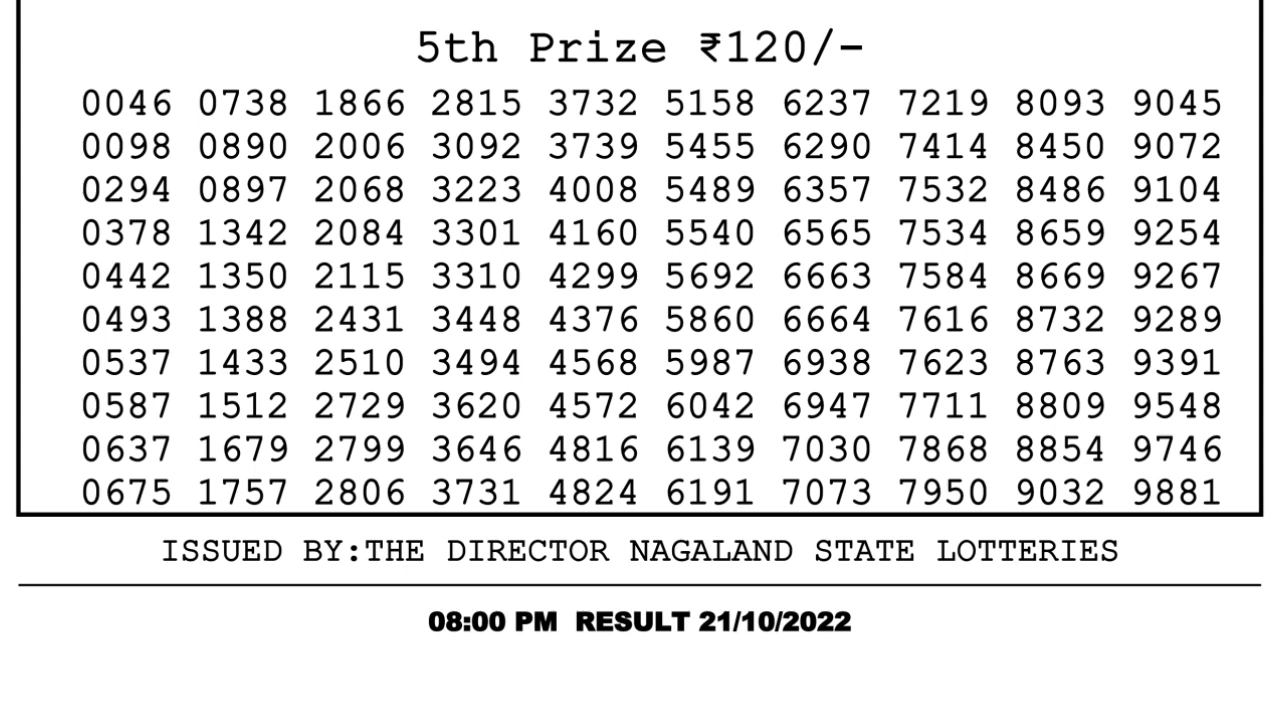 5th Prize ₹120/-
0046 0738 1866 2815 3732 5158 6237 7219 8093 9045
0098 0890 2006 3092 3739 5455 6290 7414 8450 9072
0294 0897 2068 3223 4008 5489 6357 7532 8486 9104
0378 1342 2084 3301 4160 5540 6565 7534 8659 9254
0442 1350 2115 3310 4299 5692 6663 7584 8669 9267
0493 1388 2431 3448 4376 5860 6664 7616 8732 9289
0537 1433 2510 3494 4568 5987 6938 7623 8763 9391
0587 1512 2729 3620 4572 6042 6947 7711 8809 9548
0637 1679 2799 3646 4816 6139 7030 7868 8854 9746
0675 1757 2806 3731 4824 6191 7073 7950 9032 9881
ISSUED BY:THE DIRECTOR NAGALAND STATE LOTTERIES
08:00 PM RESULT 21/10/2022